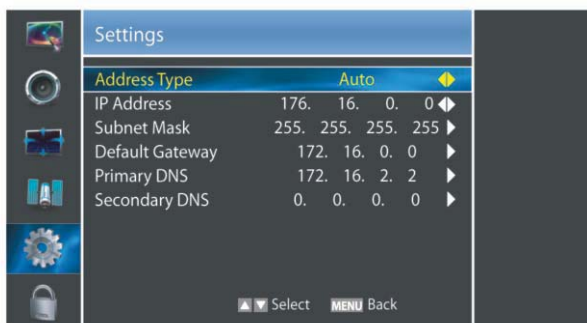 Settings
Address Type Auto
IP Address 176. 16. 0. 0
Subnet Mask 255. 255. 255. 255
Default Gateway 172. 16. 0. 0
Primary DNS 172. 16. 2. 2
Secondary DNS 0. 0. 0. 0
Select MENU Back